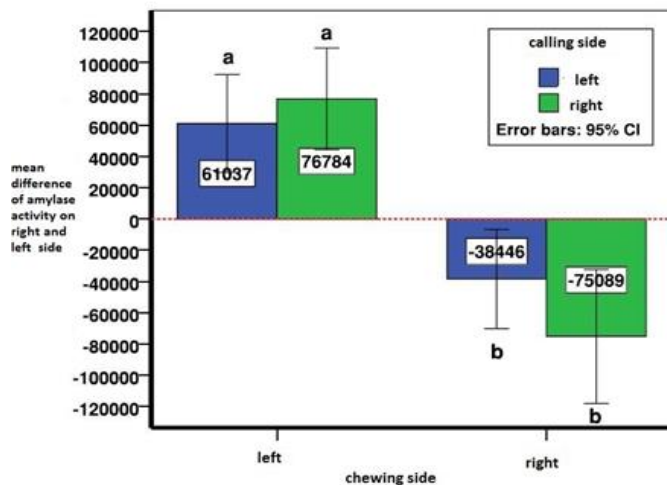 120000
100000
80000
60000
40000
20000
0
-20000
-40000
-60000
-80000
-100000
-120000
mean
difference
of amylase
activity on
right and
left side
a
a
61037
76784
-38446
-75089
b
b
calling side
left
right
Error bars: 95% CI
left
right
chewing side